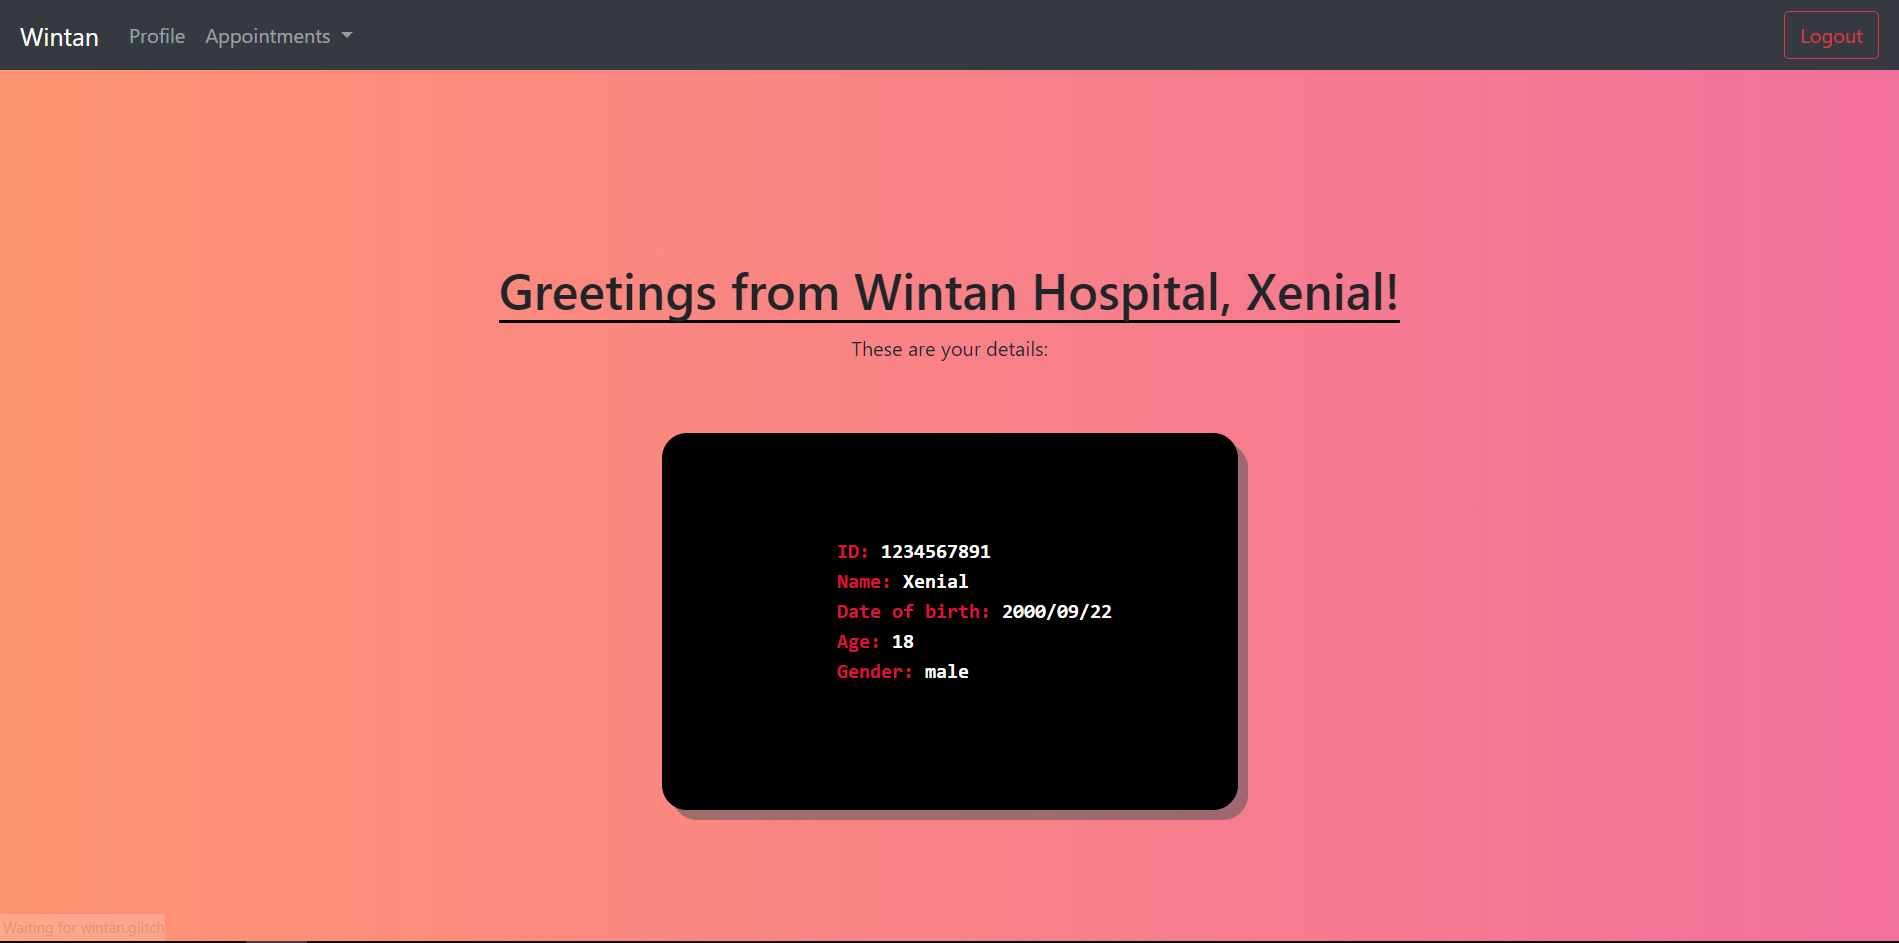 Wintan Profile Appointments Logout
Greetings from Wintan Hospital, Xenial!
These are your details:
ID: 1234567891
Name: Xenial
Date of birth: 2000/09/22
Age: 18
Gender: male
Waiting for wintan.glitch